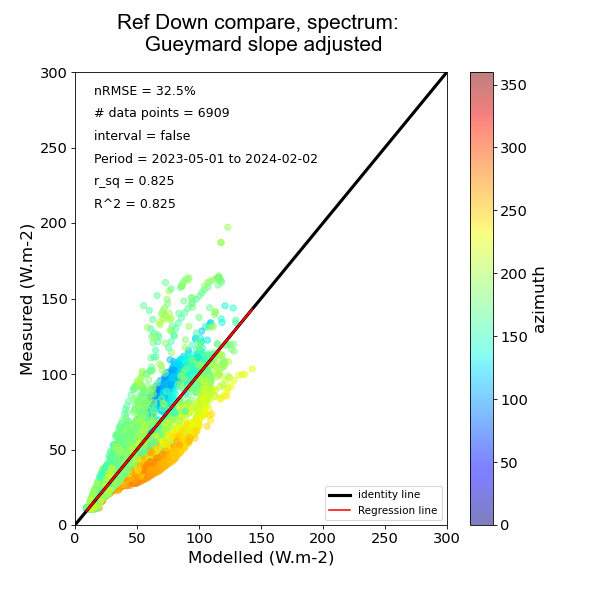 Ref Down compare, spectrum:
Gueymard slope adjusted
nRMSE = 32.5%
# data points = 6909
interval = false
Period = 2023-05-01 to 2024-02-02
r_sq = 0.825
R^2 = 0.825
300
250
200
150
100
50
0
Measured (W.m-2)
0
50
100
150
200
250
300
Modelled (W.m-2)
identity line
Regression line
350
300
250
200
150
100
50
0
azimuth